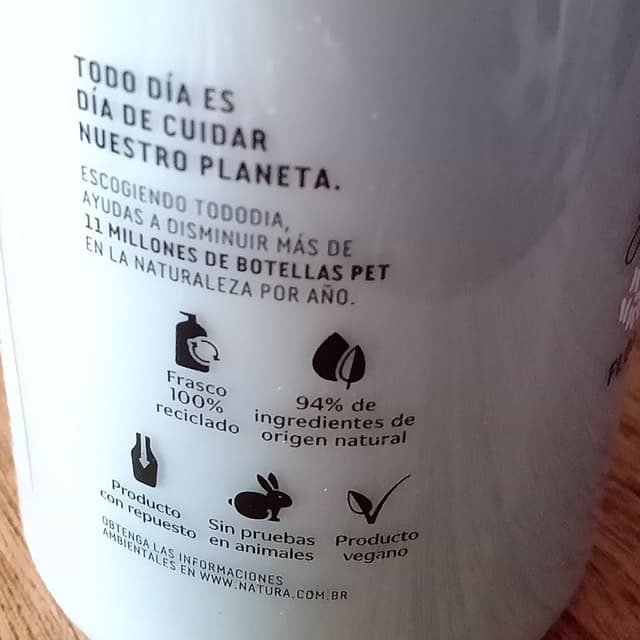 TODO DÍA ES
DÍA DE CUIDAR
NUESTRO PLANETA.
ESCOGIENDO TODODIA,
AYUDAS A DISMINUIR MÁS DE
11 MILLONES DE BOTELLAS PET
EN LA NATURALEZA POR AÑO.
Frasco
100%
reciclado
94% de
ingredientes de
origen natural
Producto
con repuesto
Sin pruebas
en animales
Producto
vegano
OBTENGA LAS INFORMACIONES
AMBIENTALES EN WWW.NATURA.COM.BR